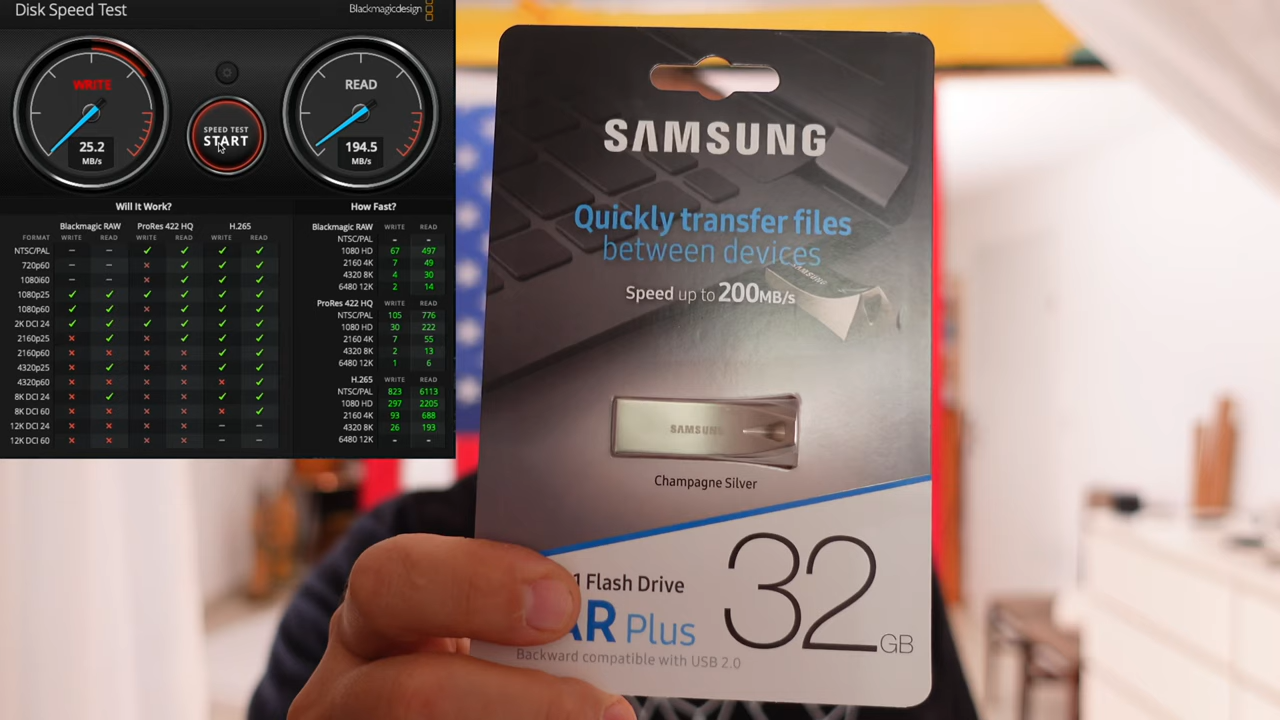 Disk Speed Test
Blackmagicdesign
WRITE
25.2
MB/s
SPEED TEST
START
READ
194.5
MB/s
Will It Work?
Blackmagic RAW ProRes 422 HQ H.265
FORMAT WRITE READ WRITE READ WRITE READ
NTSC/PAL – – ✓ ✓ ✓ ✓
720p60 – – × ✓ ✓ ✓
1080i60 – – × ✓ ✓ ✓
1080p25 ✓ ✓ ✓ ✓ ✓ ✓
1080p60 ✓ ✓ × ✓ ✓ ✓
2K DCI 24 ✓ ✓ ✓ ✓ ✓ ✓
2160p25 × ✓ × ✓ ✓ ✓
2160p60 × × × × ✓ ✓
4320p25 × ✓ × × ✓ ✓
4320p60 × × × × × ✓
8K DCI 24 × ✓ × × ✓ ✓
8K DCI 60 × × × × × ✓
12K DCI 24 × × × × – –
12K DCI 60 × × × × – –
How Fast?
Blackmagic RAW WRITE READ
NTSC/PAL - -
1080 HD 67 497
2160 4K 7 49
4320 8K 4 30
6480 12K 2 14
ProRes 422 HQ WRITE READ
NTSC/PAL 105 776
1080 HD 30 222
2160 4K 7 55
4320 8K 2 13
6480 12K 1 6
H.265 WRITE READ
NTSC/PAL 823 6113
1080 HD 297 2205
2160 4K 93 688
4320 8K 26 193
6480 12K - -
SAMSUNG
Quickly transfer files
between devices
SAMSUNG
Speed up to 200MB/s
SAMSUNG
Champagne Silver
1 Flash Drive
AR Plus
32GB
Backward compatible with USB 2.0